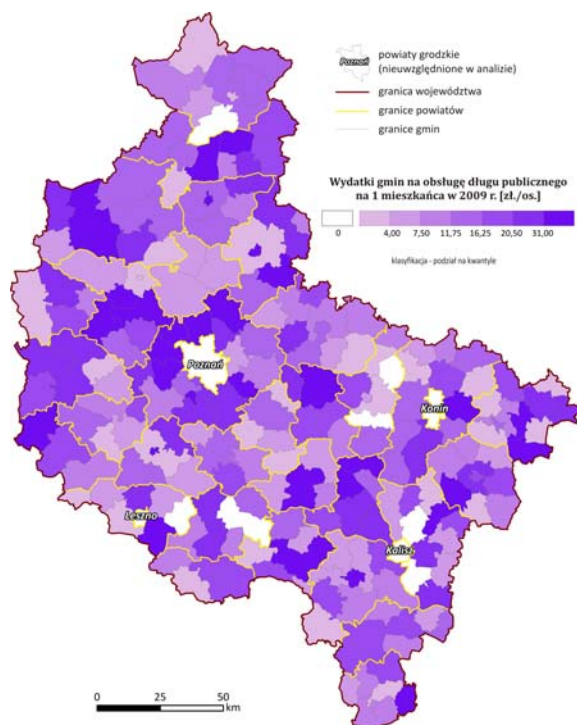 Poznań
powiaty grodzkie
(nieuwzględnione w analizie)
granica województwa
granice powiatów
granice gmin
Wydatki gmin na obsługę długu publicznego
na 1 mieszkańca w 2009 r. [zł./os.]
0 4,00 7,50 11,75 16,25 20,50 31,00
klasyfikacja - podział na kwantyle
Poznań
Konin
Leszno
Kalisz
0 25 50
km